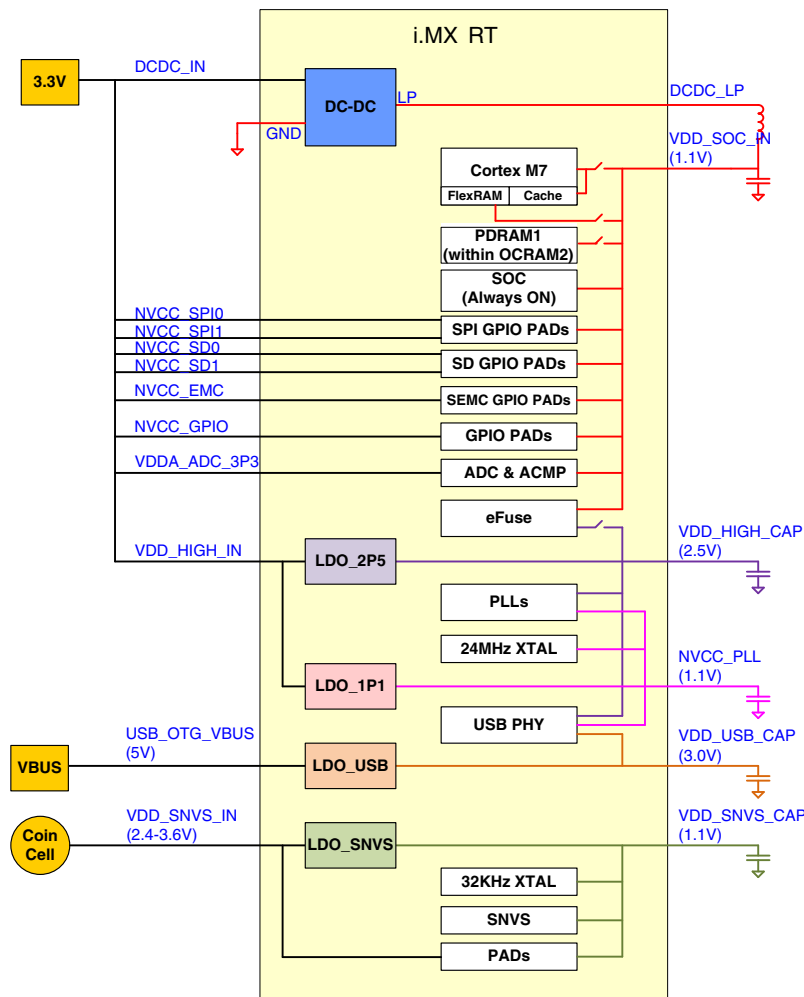 i.MX RT
3.3V
DCDC_IN
DC-DC
LP
GND
DCDC_LP
VDD_SOC_IN
(1.1V)
Cortex M7
FlexRAM
Cache
PDRAM1
(within OCRAM2)
SOC
(Always ON)
NVCC_SPI0
NVCC_SPI1
SPI GPIO PADs
NVCC_SD0
NVCC_SD1
SD GPIO PADs
NVCC_EMC
SEMC GPIO PADs
NVCC_GPIO
GPIO PADs
VDDA_ADC_3P3
ADC & ACMP
eFuse
VDD_HIGH_IN
LDO_2P5
VDD_HIGH_CAP
(2.5V)
PLLs
24MHz XTAL
LDO_1P1
NVCC_PLL
(1.1V)
USB PHY
VBUS
USB_OTG_VBUS
(5V)
LDO_USB
VDD_USB_CAP
(3.0V)
Coin
Cell
VDD_SNVS_IN
(2.4-3.6V)
LDO_SNVS
VDD_SNVS_CAP
(1.1V)
32KHz XTAL
SNVS
PADs